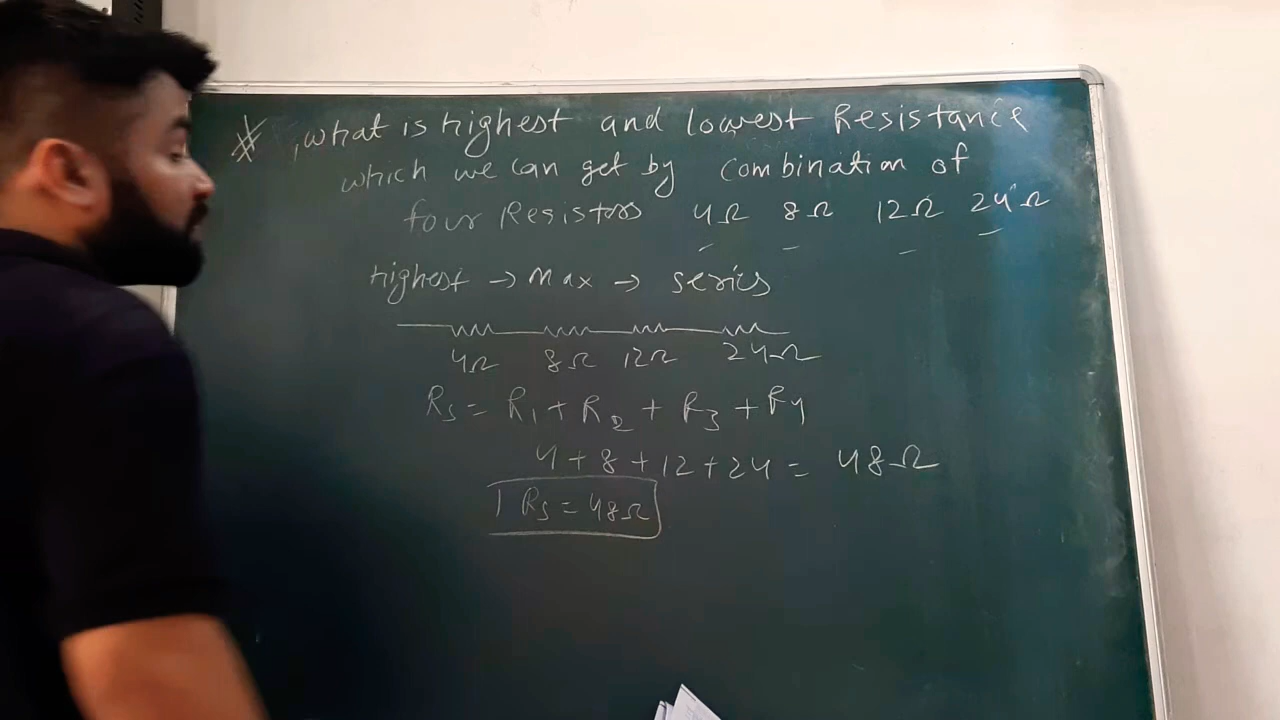 * what is highest and lowest Resistance
which we can get by combination of
four Resistors 4Ω 8Ω 12Ω 24Ω
Highest → Max → series
4Ω 8Ω 12Ω 24Ω
Rs = R1 + R2 + R3 + R4
4 + 8 + 12 + 24 = 48Ω
Rs = 48Ω